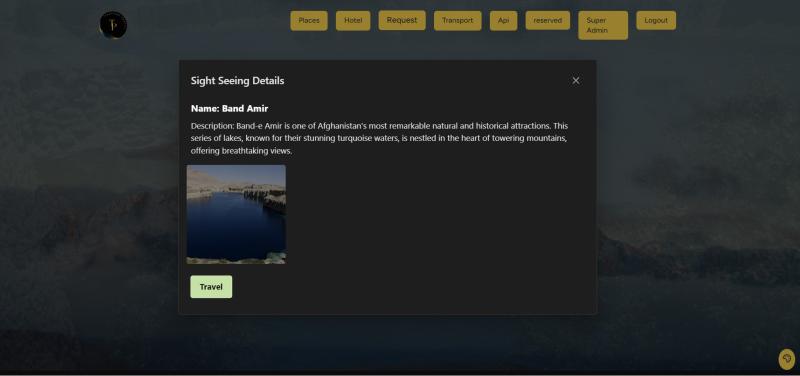 Places
Hotel
Request
Transport
Api
reserved
Super
Admin
Logout
Sight Seeing Details
Name: Band Amir
Description: Band-e Amir is one of Afghanistan's most remarkable natural and historical attractions. This
series of lakes, known for their stunning turquoise waters, is nestled in the heart of towering mountains,
offering breathtaking views.
Travel